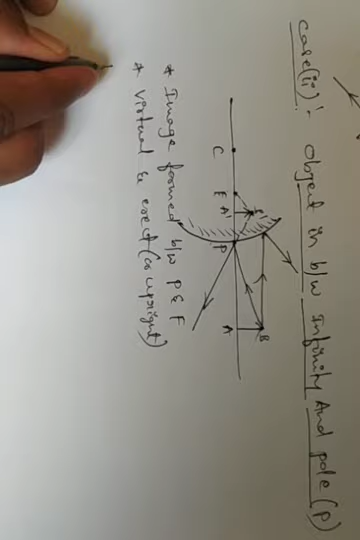 Case(ii):- Object in b/w Infinity And pole (p)
C
F
A'
P
A
B
* Image formed b/w P & F
* virtual & erect (or upright)